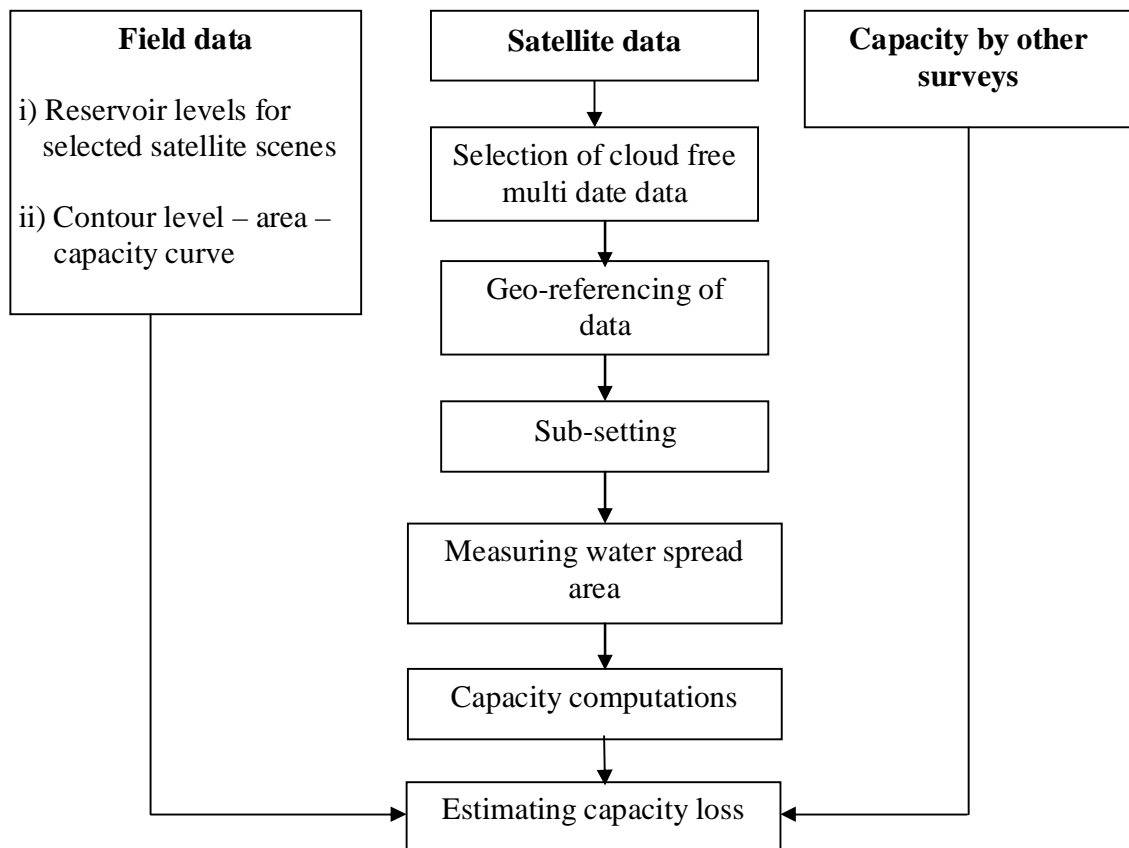 Field data
i) Reservoir levels for
selected satellite scenes
ii) Contour level – area –
capacity curve
Satellite data
Selection of cloud free
multi date data
Geo-referencing of
data
Sub-setting
Measuring water spread
area
Capacity computations
Estimating capacity loss
Capacity by other
surveys